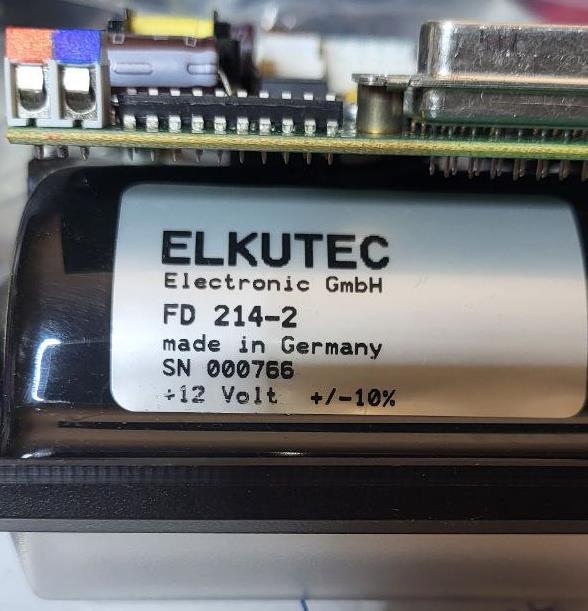 ELKUTEC
Electronic GmbH
FD 214-2
made in Germany
SN 000766
+12 Volt +/-10%